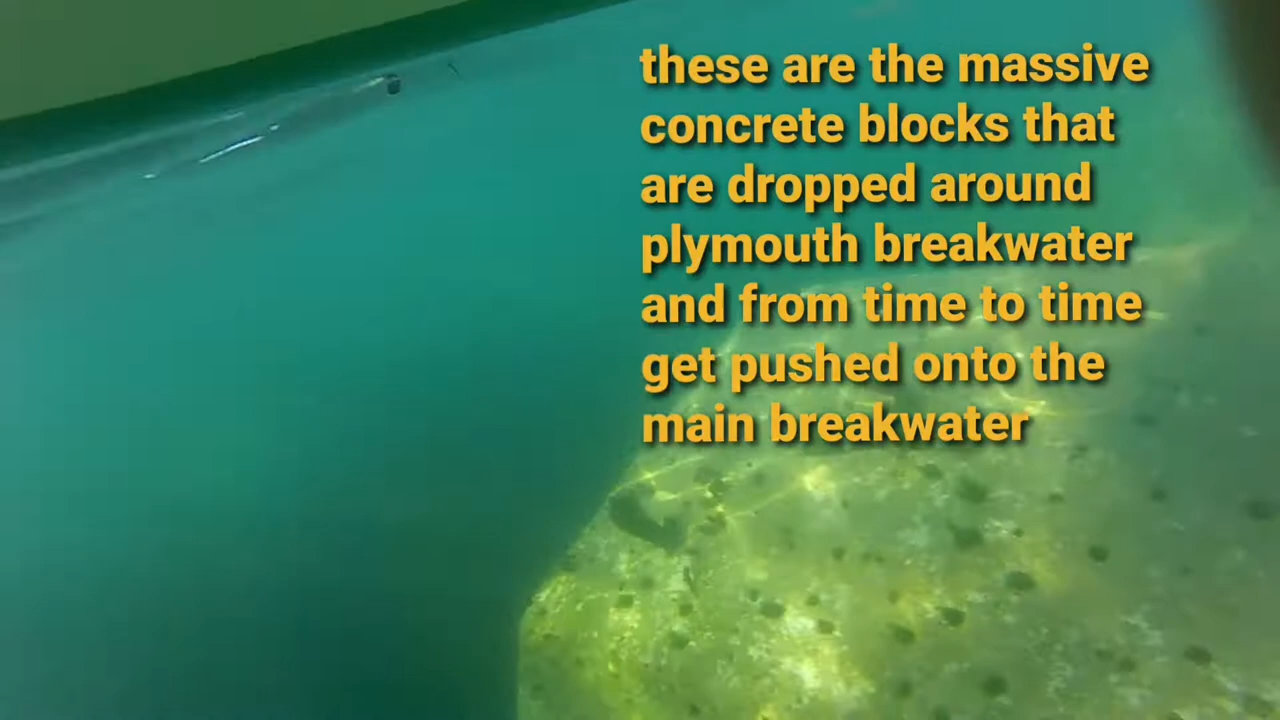 these are the massive
concrete blocks that
are dropped around
plymouth breakwater
and from time to time
get pushed onto the
main breakwater